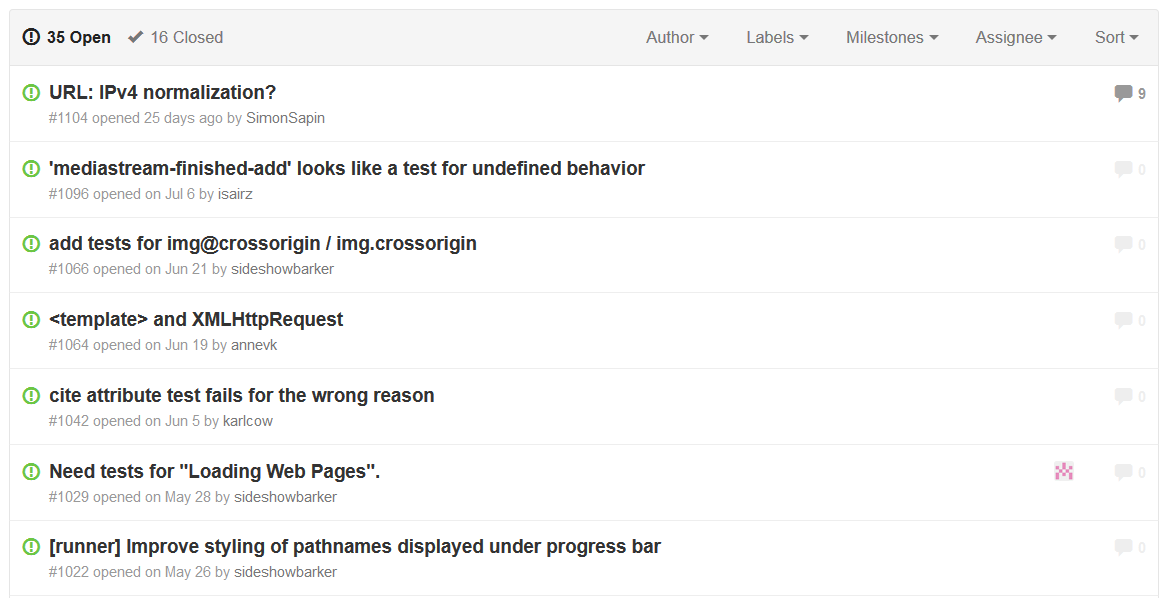 35 Open 16 Closed Author Labels Milestones Assignee Sort
URL: IPv4 normalization? 9
#1104 opened 25 days ago by SimonSapin
'mediastream-finished-add' looks like a test for undefined behavior 0
#1096 opened on Jul 6 by isairz
add tests for img@crossorigin / img.crossorigin 0
#1066 opened on Jun 21 by sideshowbarker
<template> and XMLHttpRequest 0
#1064 opened on Jun 19 by annevk
cite attribute test fails for the wrong reason 0
#1042 opened on Jun 5 by karlcow
Need tests for "Loading Web Pages". 0
#1029 opened on May 28 by sideshowbarker
[runner] Improve styling of pathnames displayed under progress bar 0
#1022 opened on May 26 by sideshowbarker